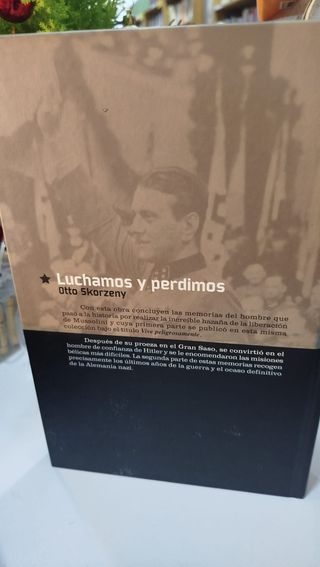 Luchamos y perdimos
Otto Skorzeny
Con esta obra concluyen las memorias del hombre que
pasó a la historia por realizar la increíble hazaña de la liberación
de Mussolini y cuya primera parte se publicó en esta misma
colección bajo el título Vive peligrosamente.
Después de su proeza en el Gran Saso, se convirtió en el
hombre de confianza de Hitler y se le encomendaron las misiones
bélicas más difíciles. La segunda parte de estas memorias recogen
precisamente los últimos años de la guerra y el ocaso definitivo
de la Alemania nazi.